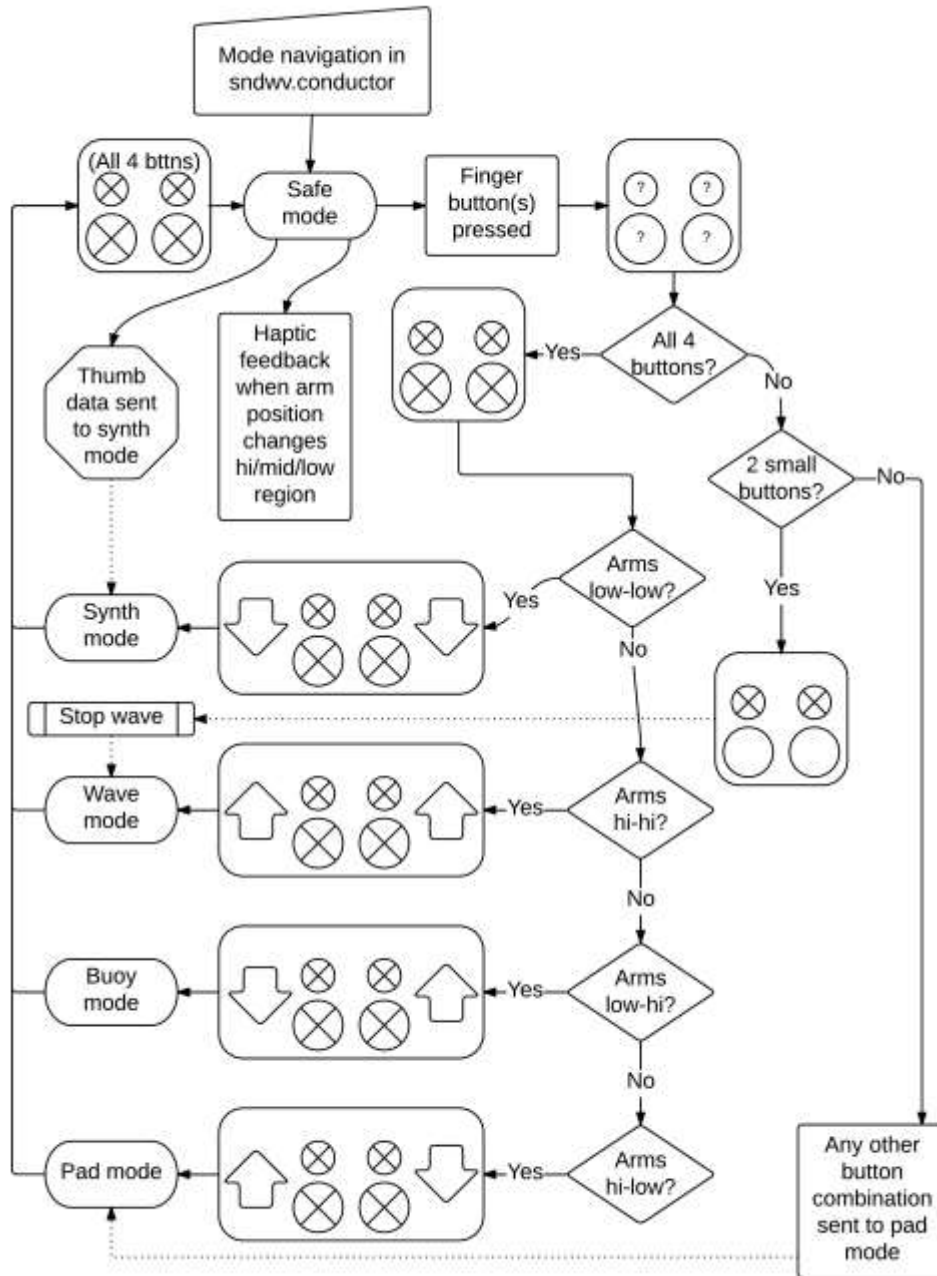 Mode navigation in
sndwv.conductor
(All 4 bttns)
Safe
mode
Finger
button(s)
pressed
?
?
?
?
Thumb
data sent
to synth
mode
Haptic
feedback
when arm
position
changes
hi/mid/low
region
Yes
All 4
buttons?
No
2 small
buttons?
No
Yes
Arms
low-low?
Yes
No
Synth
mode
Stop wave
Wave
mode
Yes
Arms
hi-hi?
No
Buoy
mode
Yes
Arms
low-hi?
No
Pad mode
Yes
Arms
hi-low?
Any other
button
combination
sent to pad
mode